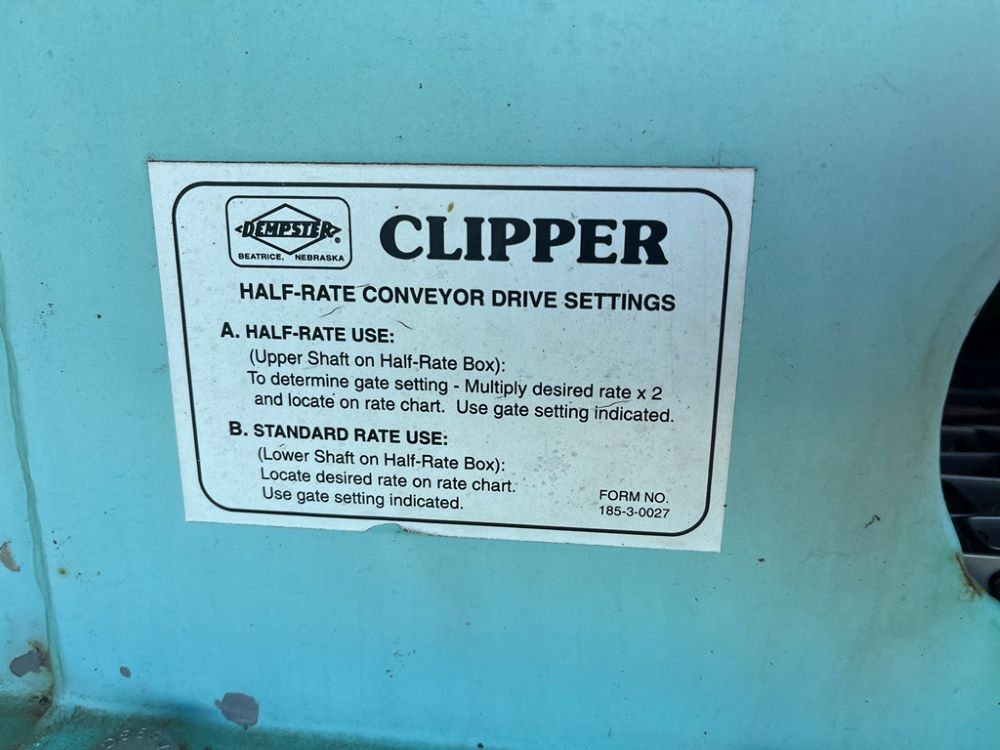 DEMPSTER®
BEATRICE, NEBRASKA
CLIPPER
HALF-RATE CONVEYOR DRIVE SETTINGS
A. HALF-RATE USE:
(Upper Shaft on Half-Rate Box):
To determine gate setting - Multiply desired rate x 2
and locate on rate chart. Use gate setting indicated.
B. STANDARD RATE USE:
(Lower Shaft on Half-Rate Box):
Locate desired rate on rate chart.
Use gate setting indicated.
FORM NO.
185-3-0027